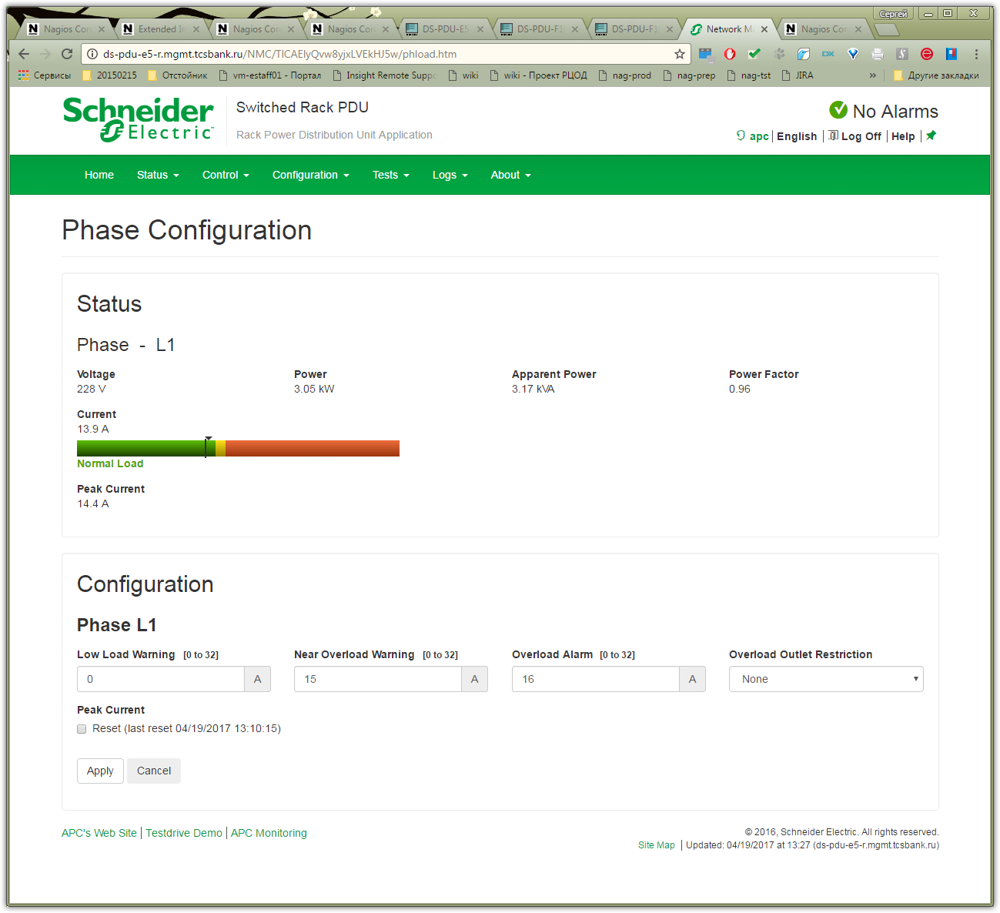 Сергей
Nagios Co
Extended In
Nagios Co
Nagios Co
DS-PDU-E5
DS-PDU-F1
DS-PDU-F1
Network M
Nagios Co
ds-pdu-e5-r.mgmt.tcsbank.ru/NMC/TlCAElyQvw8yjxLVEkHJ5w/phload.htm
Сервисы 20150215 Отстойник vm-estaff01 - Портал Insight Remote Suppo wiki wiki - Проект РЦОД nag-prod nag-prep nag-tst JIRA » Другие закладки
Schneider Electric
Switched Rack PDU
Rack Power Distribution Unit Application
No Alarms
apc | English | Log Off | Help |
Home Status Control Configuration Tests Logs About
Phase Configuration
Status
Phase - L1
Voltage Power Apparent Power Power Factor
228 V 3.05 kW 3.17 kVA 0.96
Current
13.9 A
Normal Load
Peak Current
14.4 A
Configuration
Phase L1
Low Load Warning [0 to 32] Near Overload Warning [0 to 32] Overload Alarm [0 to 32] Overload Outlet Restriction
0 A 15 A 16 A None
Peak Current
Reset (last reset 04/19/2017 13:10:15)
Apply Cancel
APC's Web Site | Testdrive Demo | APC Monitoring
© 2016, Schneider Electric. All rights reserved.
Site Map | Updated: 04/19/2017 at 13:27 (ds-pdu-e5-r.mgmt.tcsbank.ru)